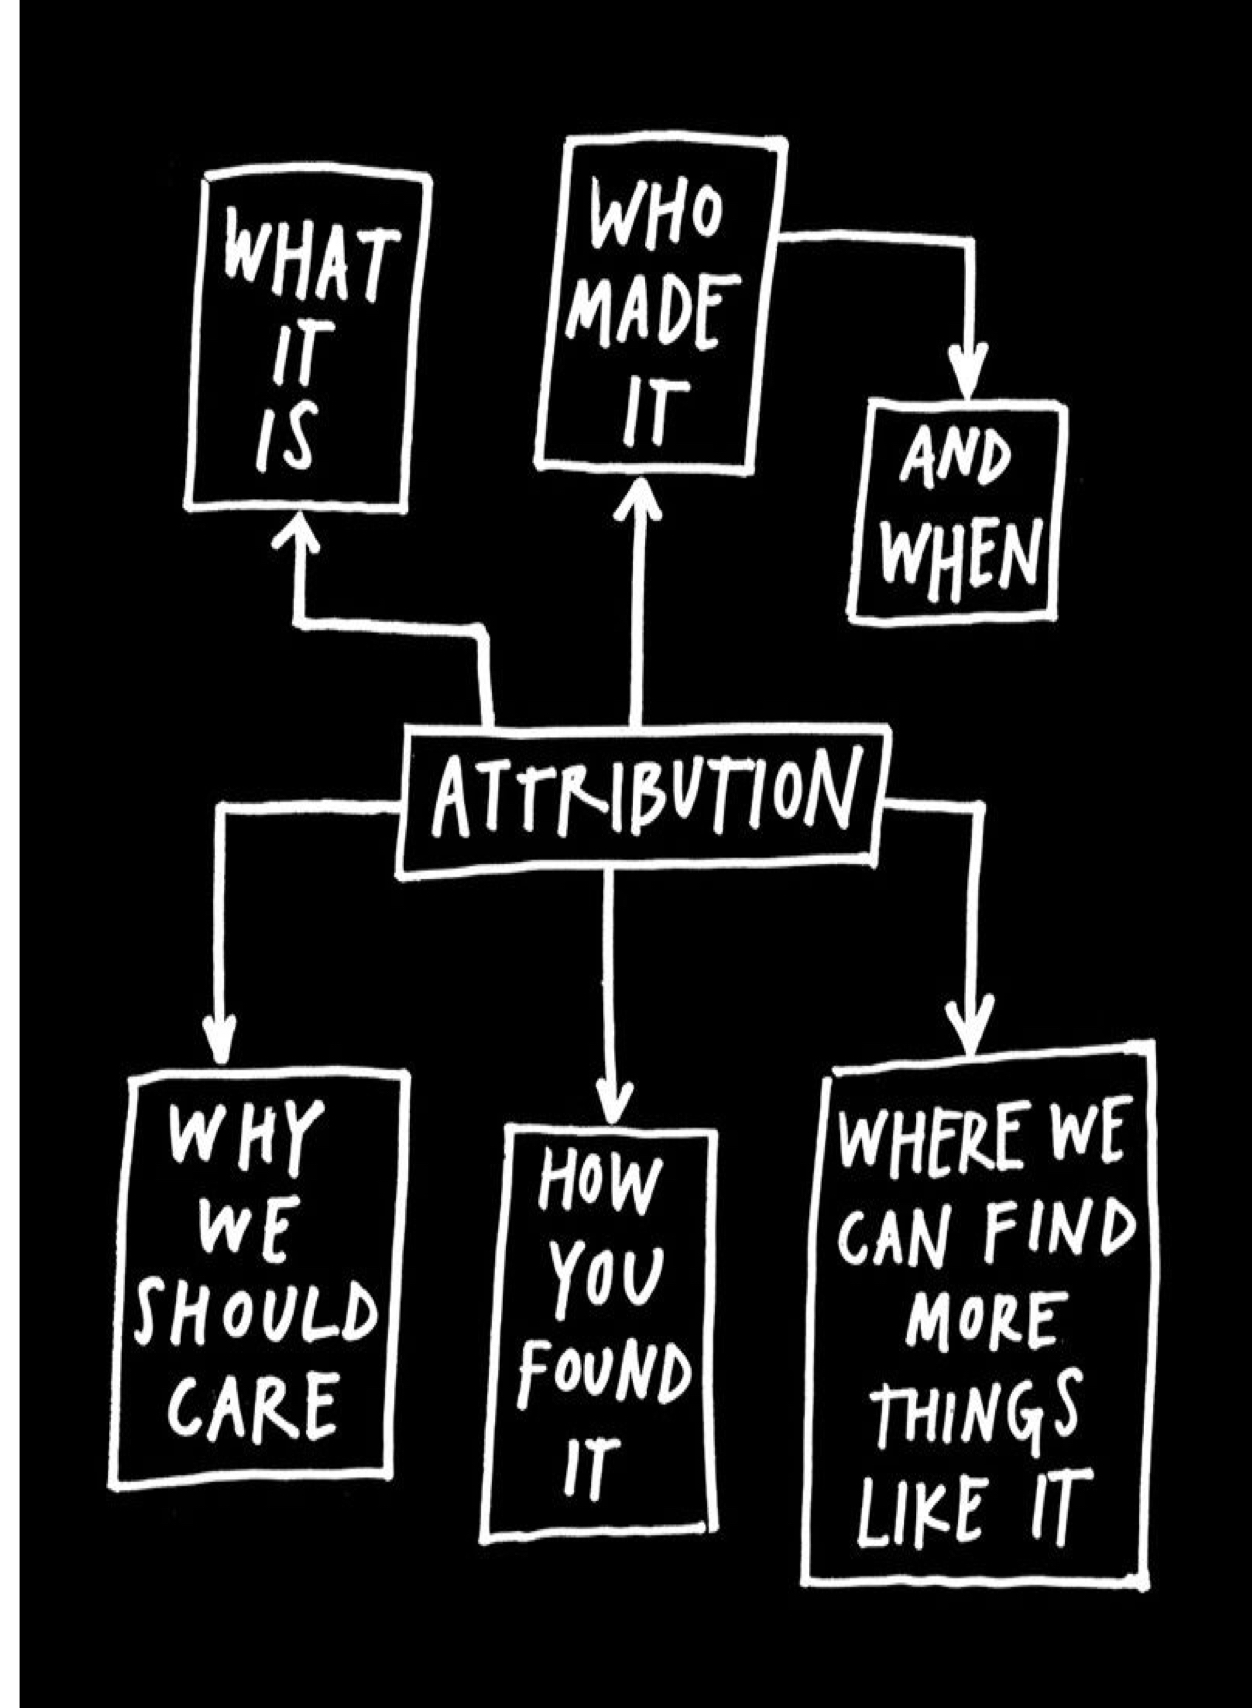 WHAT
IT
IS
WHO
MADE
IT
AND
WHEN
ATTRIBUTION
WHY
WE
SHOULD
CARE
HOW
YOU
FOUND
IT
WHERE WE
CAN FIND
MORE
THINGS
LIKE IT